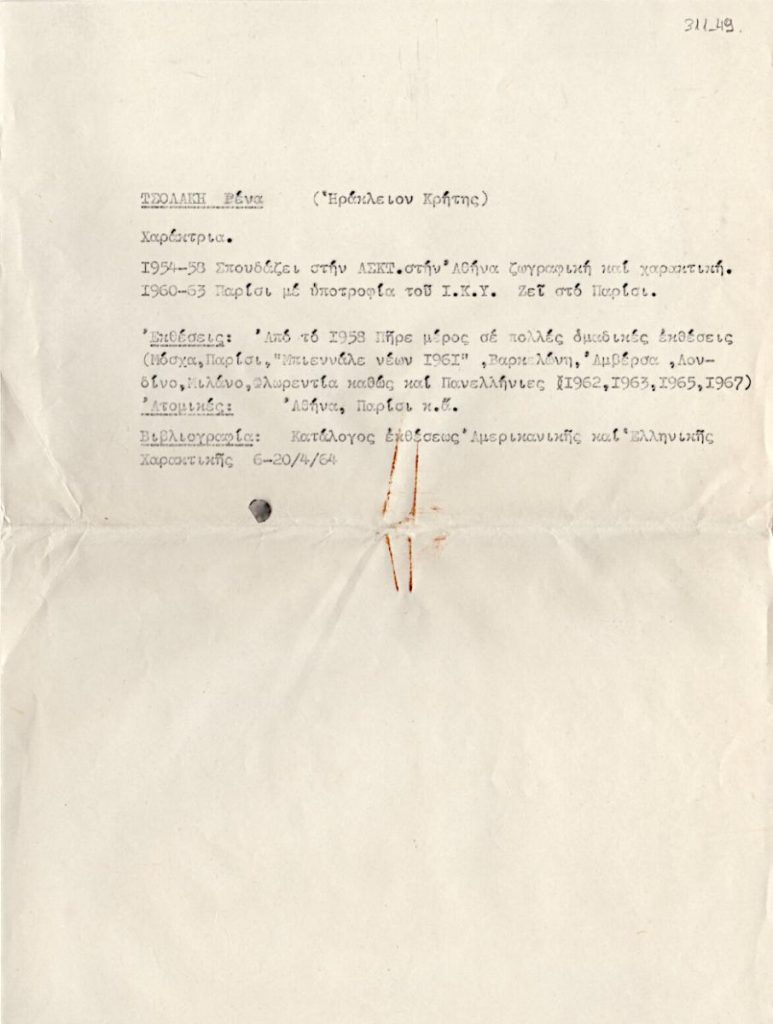 311_49.
ΤΣΟΛΑΚΗ Ρένα (Ἡράκλειον Κρήτης)
Χαράκτρια.
1954-58 Σπουδάζει στήν ΑΣΚΤ.στήν Ἀθήνα ζωγραφική καί χαρακτική.
1960-63 Παρίσι μέ ὑποτροφία τοῦ Ι.Κ.Υ. Ζεῖ στό Παρίσι.
Ἐκθέσεις: Ἀπό τό 1958 Πῆρε μέρος σέ πολλές ὁμαδικές ἐκθέσεις
(Μόσχα,Παρίσι,"Μπιεννάλε νέων 1961" ,Βαρκελώνη,Ἀμβέρσα ,Λον-
δίνο,Μιλάνο,Φλωρεντία καθώς καί Πανελλήνιες (1962,1963,1965,1967)
Ἀτομικές: Ἀθήνα, Παρίσι κ.ἄ.
Βιβλιογραφία: Κατάλογος ἐκθέσεως Ἀμερικανικῆς καί Ἑλληνικῆς
Χαρακτικῆς 6-20/4/64